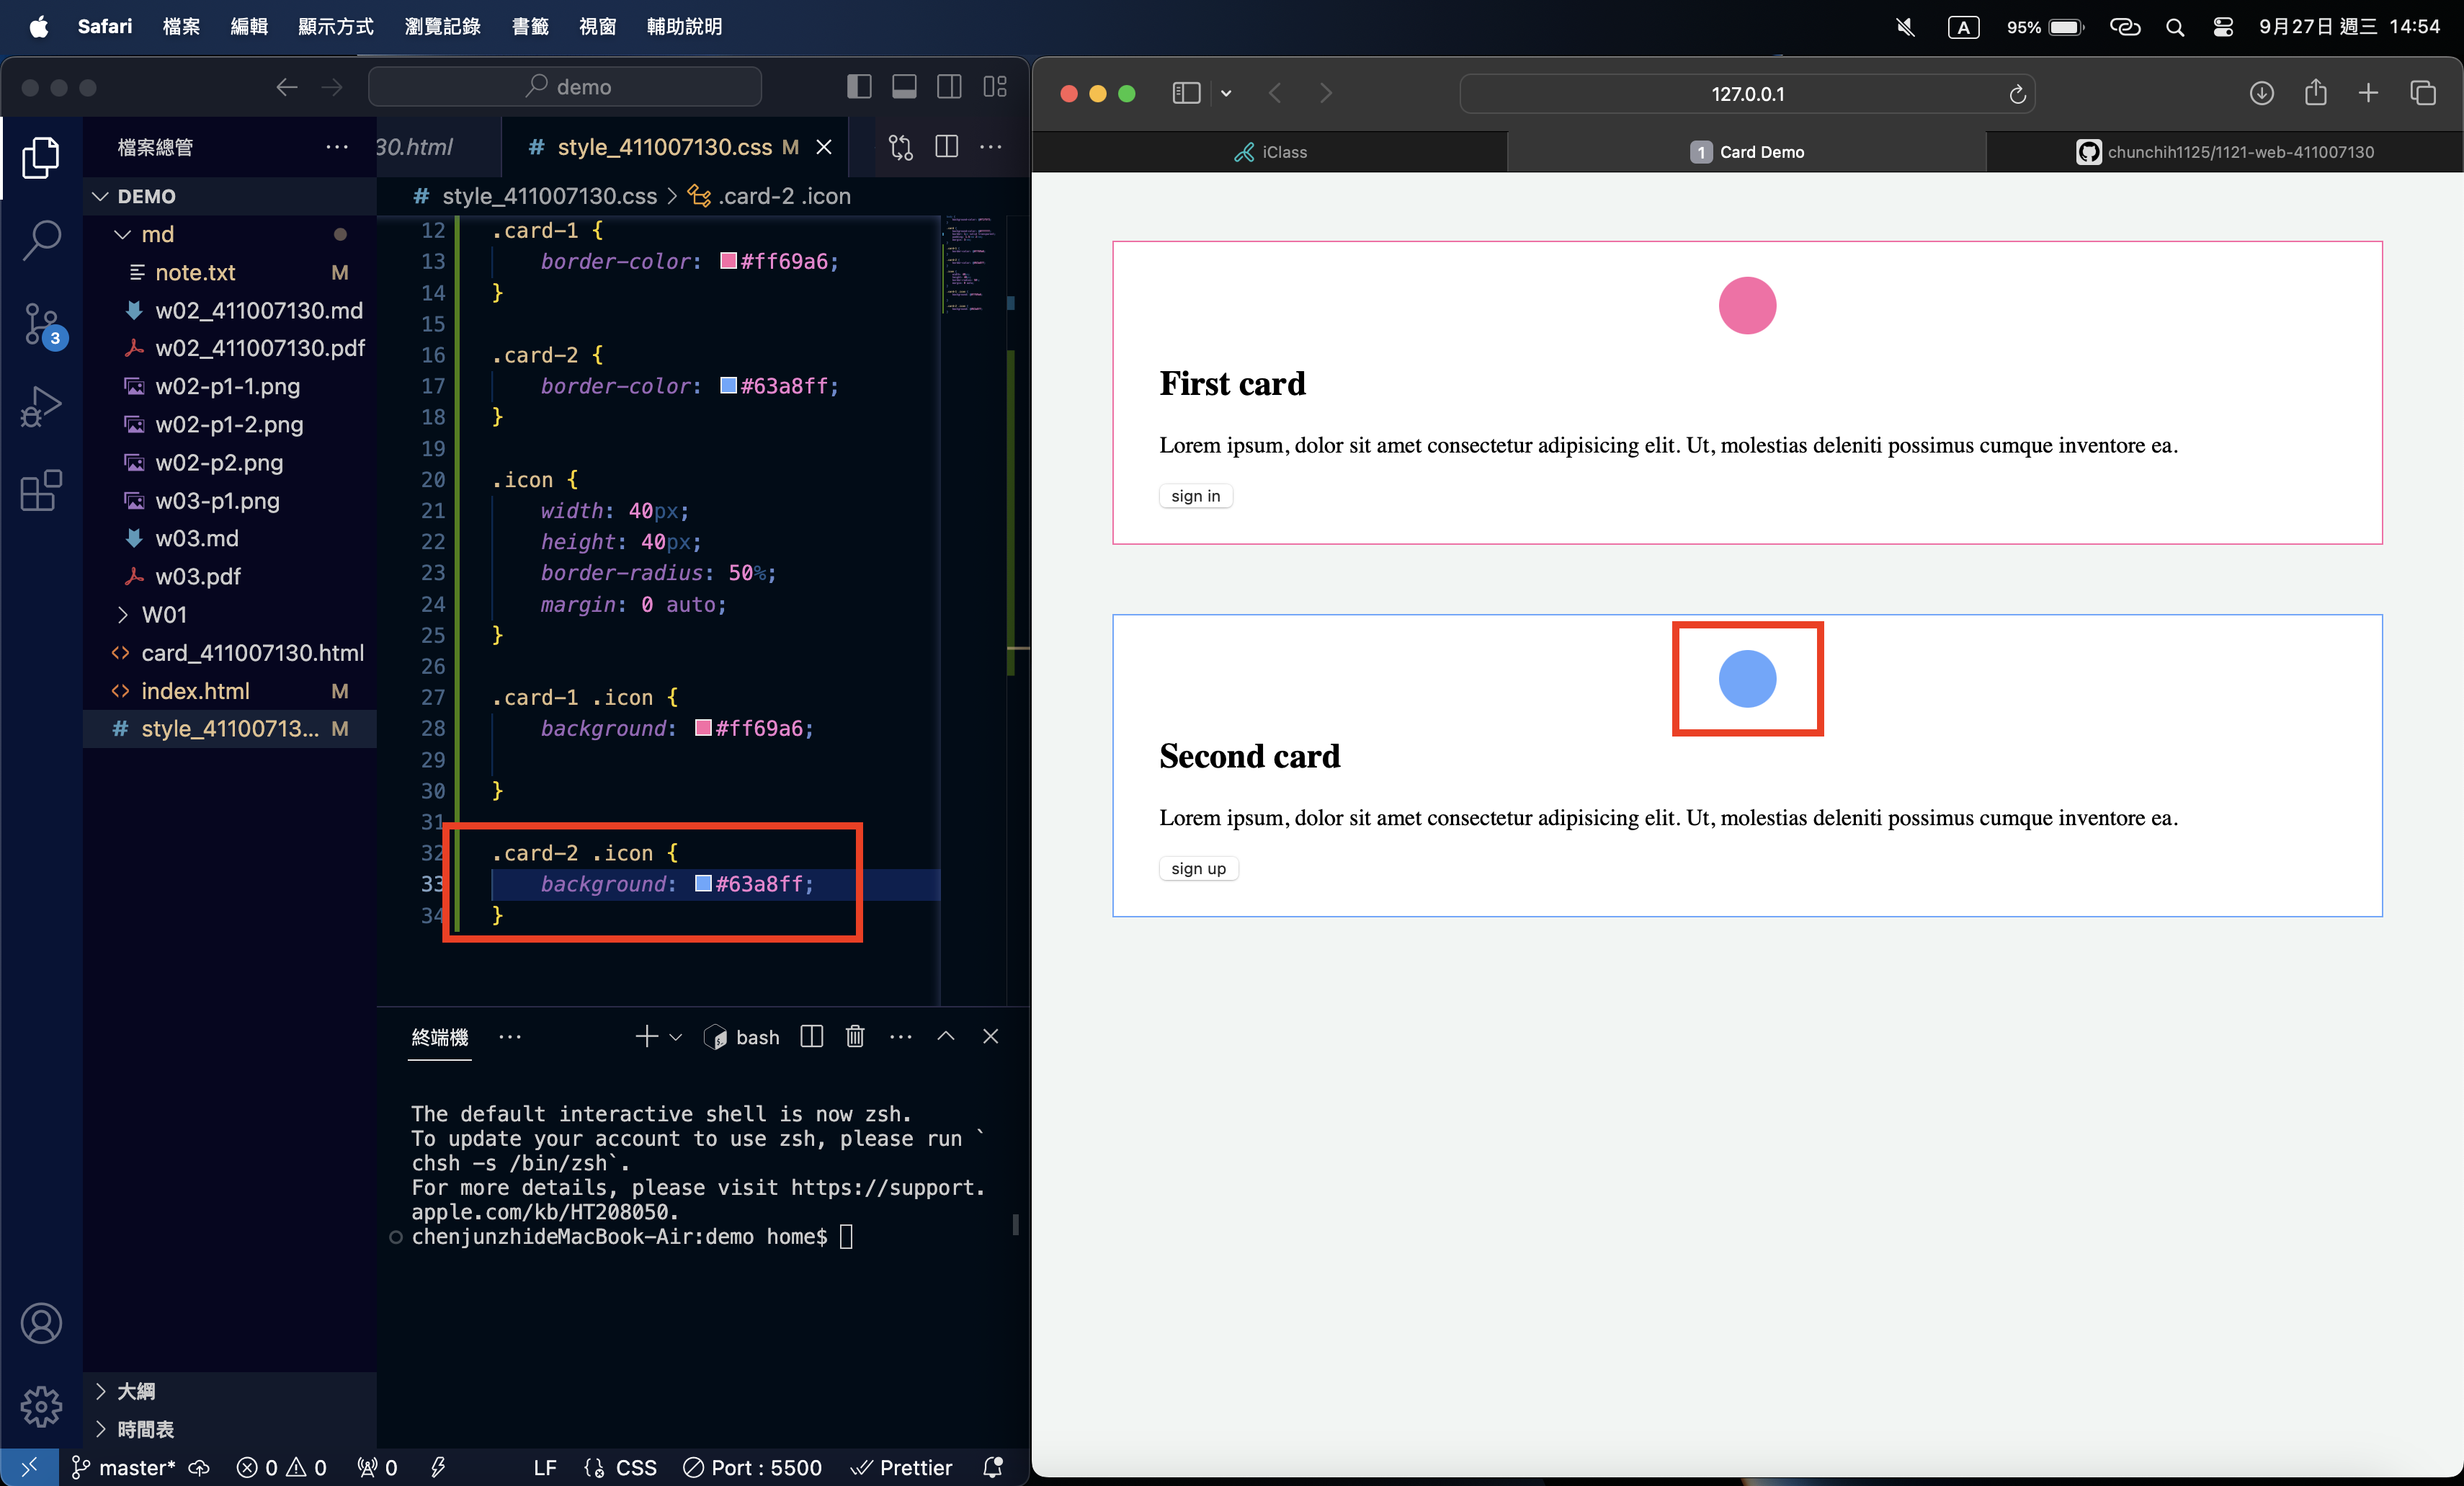 Safari 檔案 編輯 顯示方式 瀏覽記錄 書籤 視窗 輔助說明
A 95% 9月27日 週三 14:54
demo
檔案總管
DEMO
md
note.txt M
w02_411007130.md
w02_411007130.pdf
w02-p1-1.png
w02-p1-2.png
w02-p2.png
w03-p1.png
w03.md
w03.pdf
W01
card_411007130.html
index.html M
# style_41100713... M
3
大綱
時間表
30.html
# style_411007130.css M
# style_411007130.css > .card-2 .icon
12 .card-1 {
13 border-color: #ff69a6;
14 }
15
16 .card-2 {
17 border-color: #63a8ff;
18 }
19
20 .icon {
21 width: 40px;
22 height: 40px;
23 border-radius: 50%;
24 margin: 0 auto;
25 }
26
27 .card-1 .icon {
28 background: #ff69a6;
29
30 }
31
32 .card-2 .icon {
33 background: #63a8ff;
34 }
終端機
bash
The default interactive shell is now zsh.
To update your account to use zsh, please run `
chsh -s /bin/zsh`.
For more details, please visit https://support.
apple.com/kb/HT208050.
chenjunzhideMacBook-Air:demo home$
master* 0 0 0 LF CSS Port : 5500 Prettier
127.0.0.1
iClass
1 Card Demo
chunchih1125/1121-web-411007130
First card
Lorem ipsum, dolor sit amet consectetur adipisicing elit. Ut, molestias deleniti possimus cumque inventore ea.
sign in
Second card
Lorem ipsum, dolor sit amet consectetur adipisicing elit. Ut, molestias deleniti possimus cumque inventore ea.
sign up